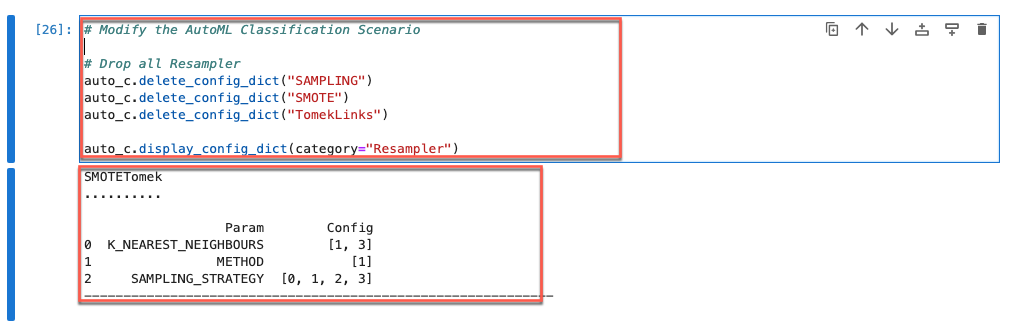 [26]: # Modify the AutoML Classification Scenario
# Drop all Resampler
auto_c.delete_config_dict("SAMPLING")
auto_c.delete_config_dict("SMOTE")
auto_c.delete_config_dict("TomekLinks")
auto_c.display_config_dict(category="Resampler")
SMOTETomek
..........
Param Config
0 K_NEAREST_NEIGHBOURS [1, 3]
1 METHOD [1]
2 SAMPLING_STRATEGY [0, 1, 2, 3]
------------------------------------------------------------